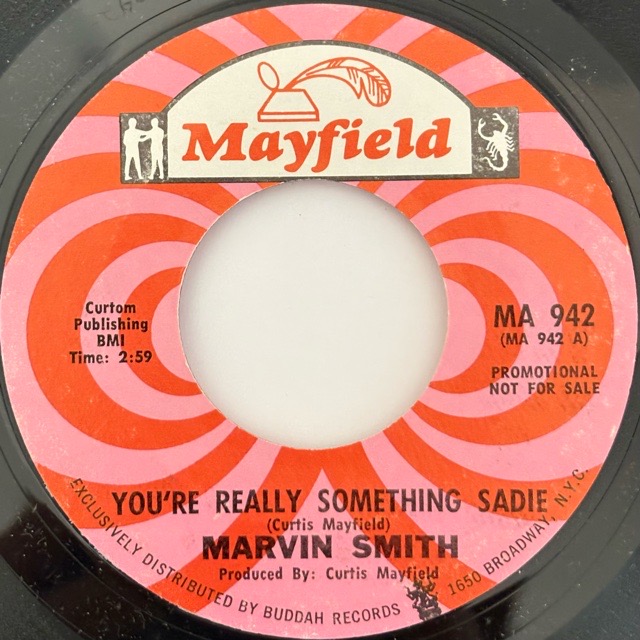 Mayfield
Curtom
Publishing
BMI
Time: 2:59
MA 942
(MA 942 A)
PROMOTIONAL
NOT FOR SALE
YOU'RE REALLY SOMETHING SADIE
(Curtis Mayfield)
MARVIN SMITH
Produced By: Curtis Mayfield
EXCLUSIVELY DISTRIBUTED BY BUDDAH RECORDS 1650 BROADWAY, N.Y.C.